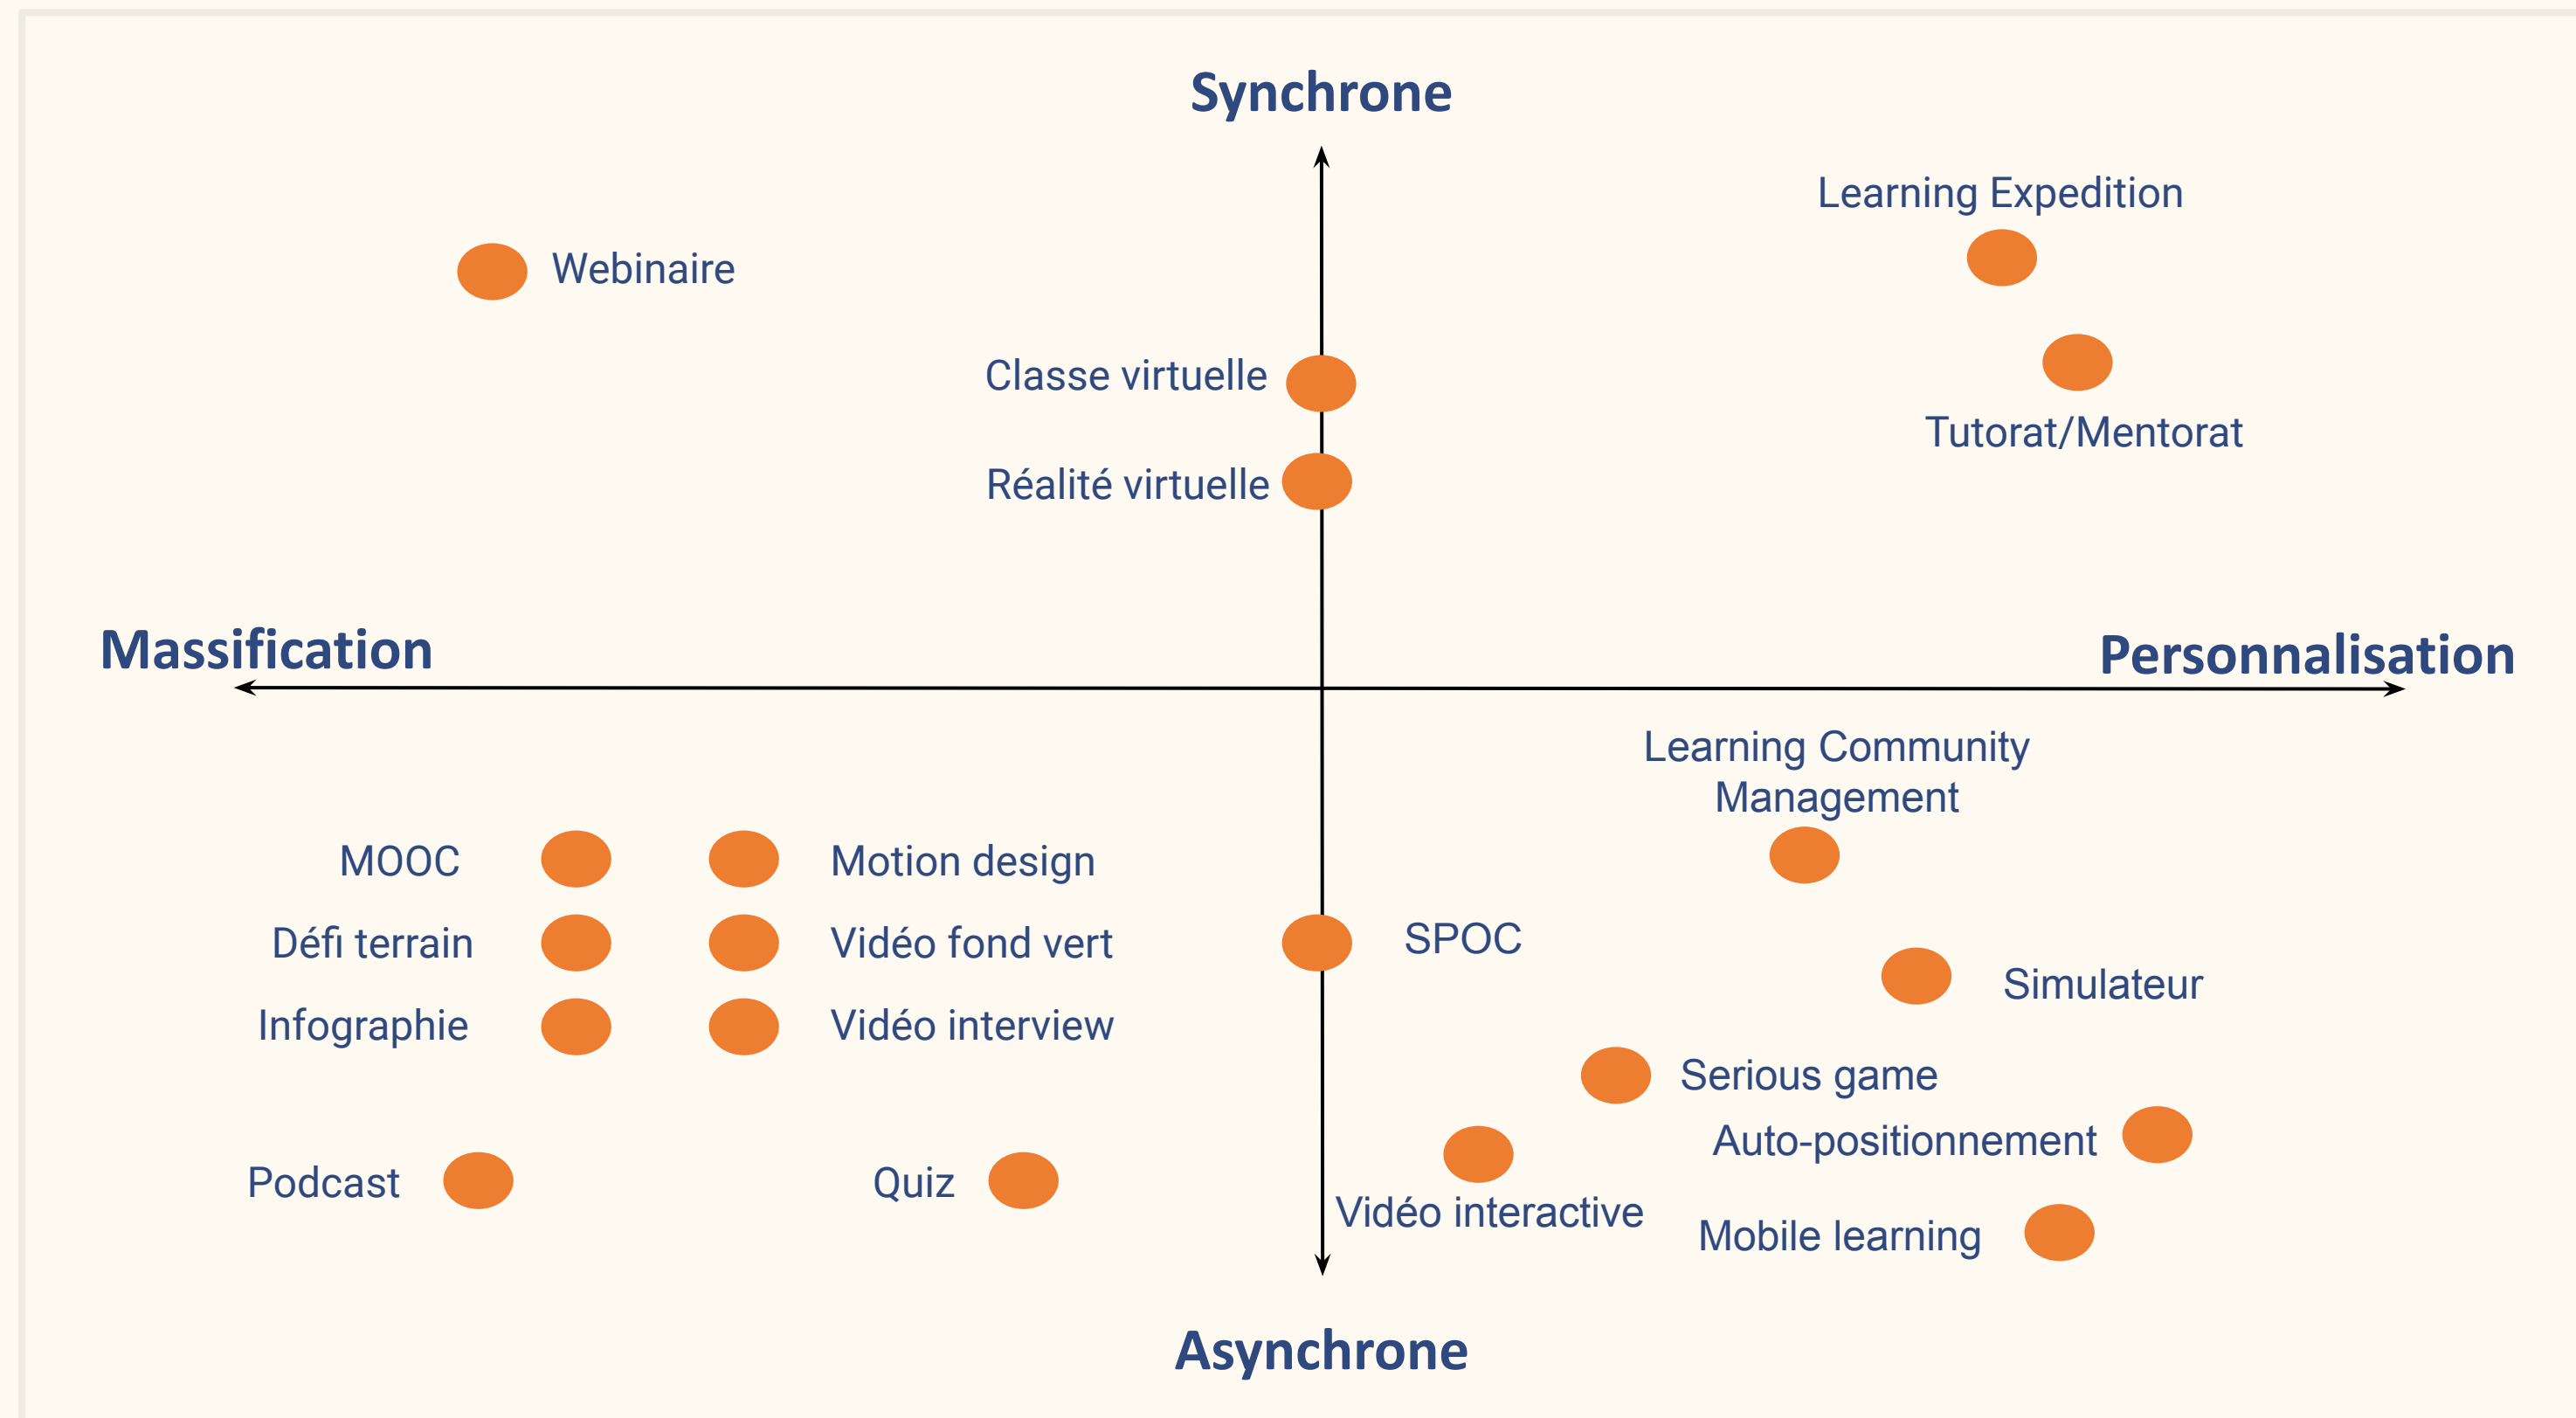 Synchrone
Learning Expedition
Webinaire
Classe virtuelle
Tutorat/Mentorat
Réalité virtuelle
Massification
Personnalisation
Learning Community
Management
MOOC
Motion design
Défi terrain
Vidéo fond vert
SPOC
Simulateur
Infographie
Vidéo interview
Serious game
Auto-positionnement
Podcast
Quiz
Vidéo interactive
Mobile learning
Asynchrone